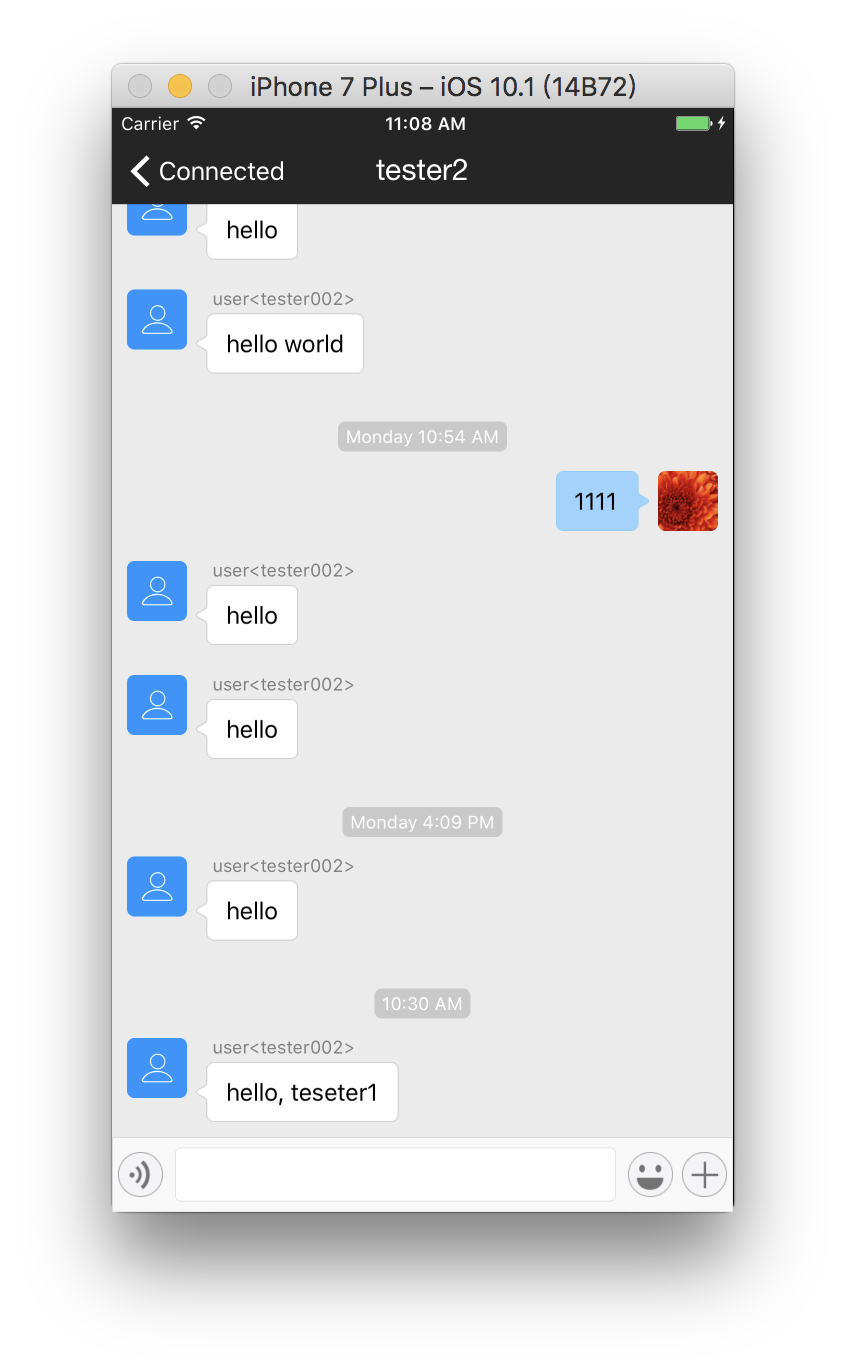 iPhone 7 Plus – iOS 10.1 (14B72)
Carrier 11:08 AM
Connected tester2
hello
user<tester002>
hello world
Monday 10:54 AM
1111
user<tester002>
hello
user<tester002>
hello
Monday 4:09 PM
user<tester002>
hello
10:30 AM
user<tester002>
hello, teseter1